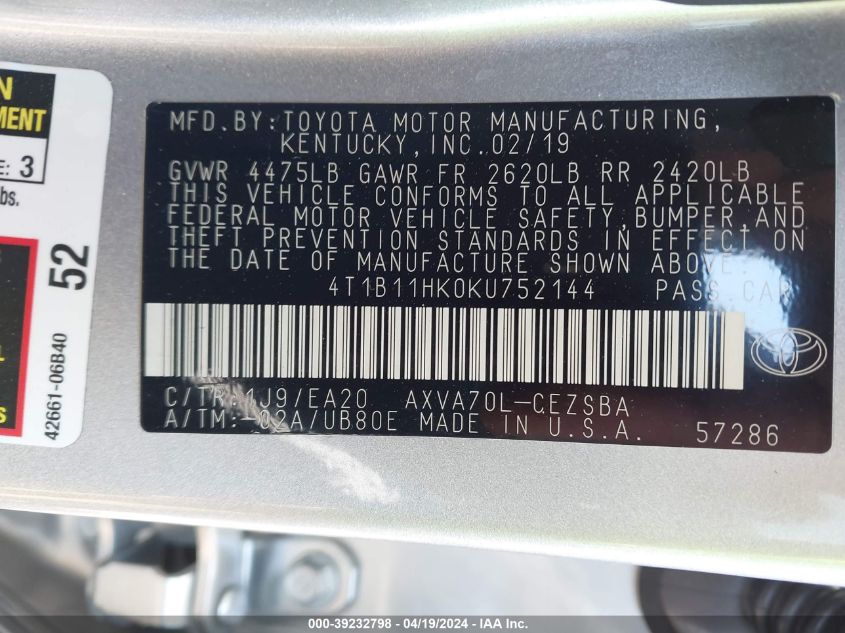 N
EMENT
E: 3
lbs.
52
42661-06B40
L
S
MFD.BY:TOYOTA MOTOR MANUFACTURING,
KENTUCKY,INC.02/19
GVWR 4475LB GAWR FR 2620LB RR 2420LB
THIS VEHICLE CONFORMS TO ALL APPLICABLE
FEDERAL MOTOR VEHICLE SAFETY,BUMPER,AND
THEFT PREVENTION STANDARDS IN EFFECT ON
THE DATE OF MANUFACTURE SHOWN ABOVE.
4T1B11HK0KU752144 PASS.CAR
C/TR:1J9/EA20 AXVA70L-CEZSBA
A/TM:-02A/UB80E MADE IN U.S.A. 57286
000-39232798 - 04/19/2024 - IAA Inc.